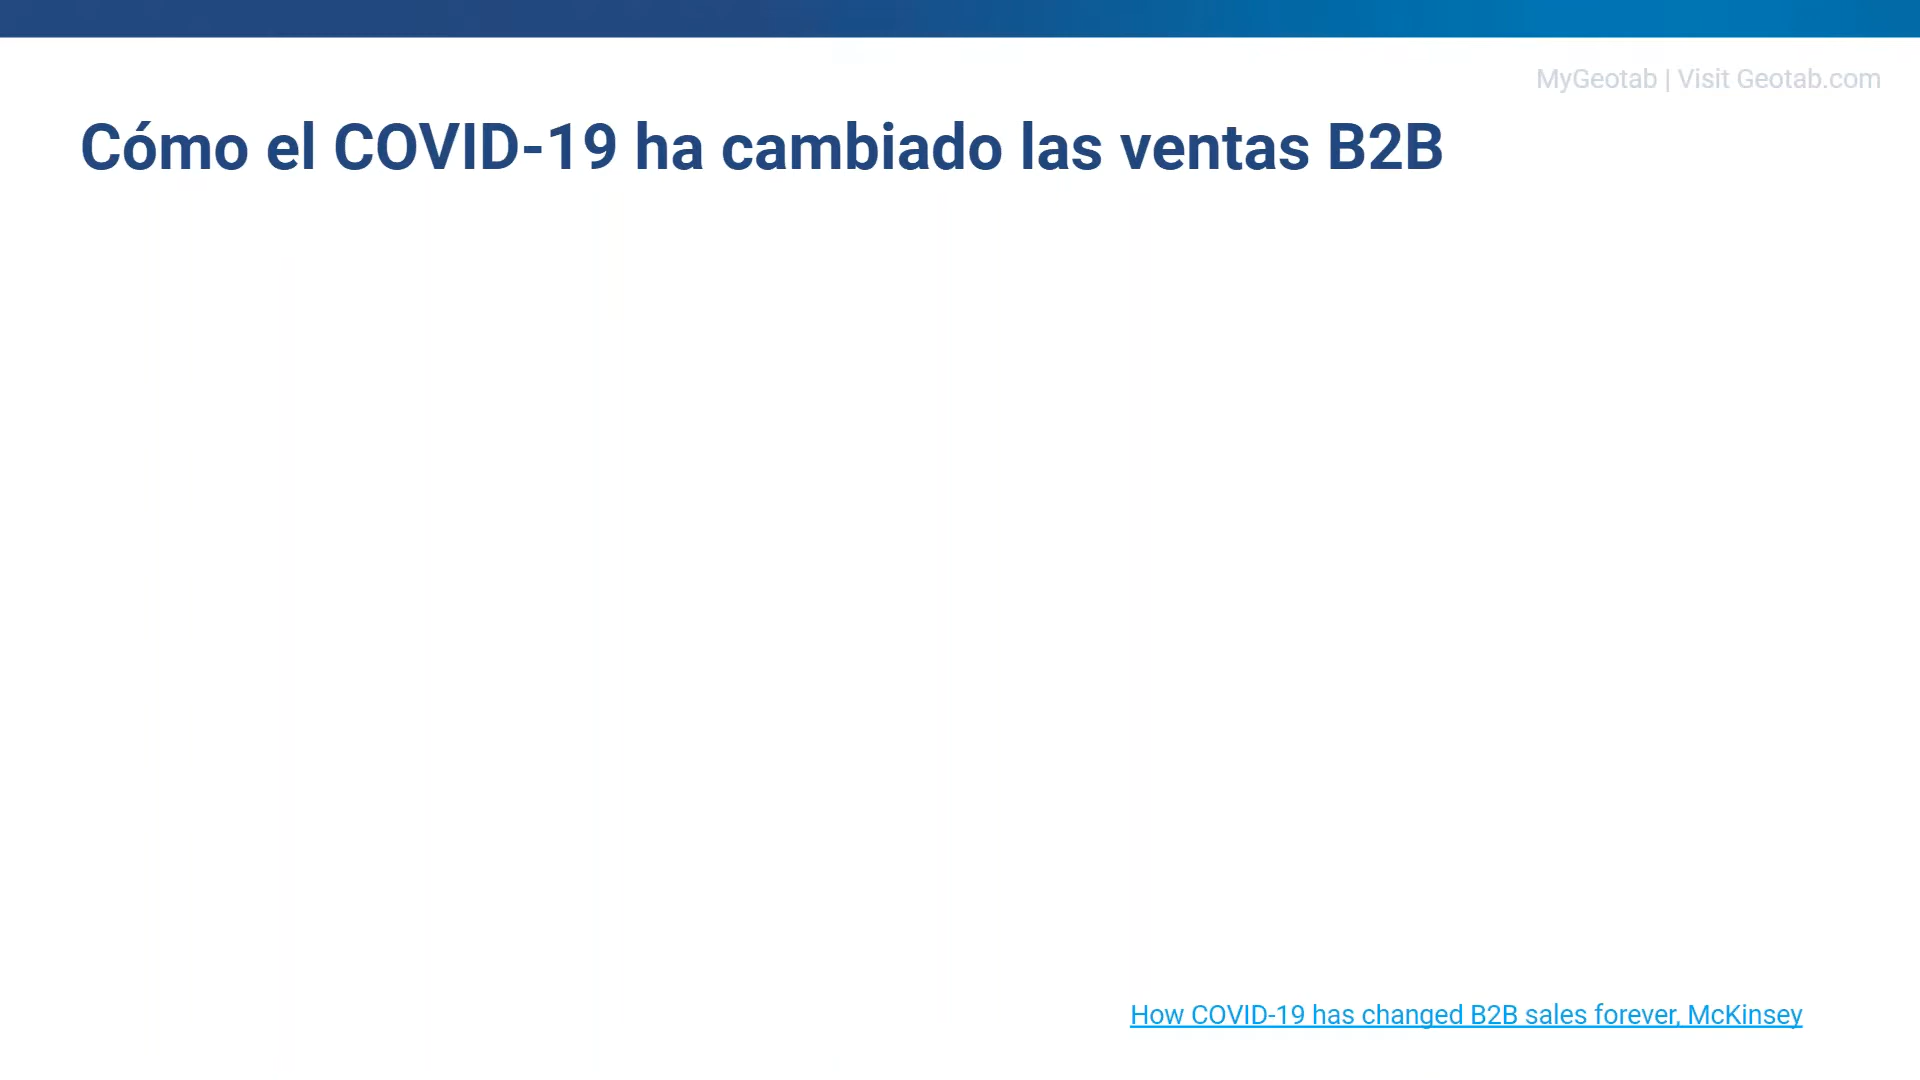 MyGeotab | Visit Geotab.com
Cómo el COVID-19 ha cambiado las ventas B2B
How COVID-19 has changed B2B sales forever, McKinsey